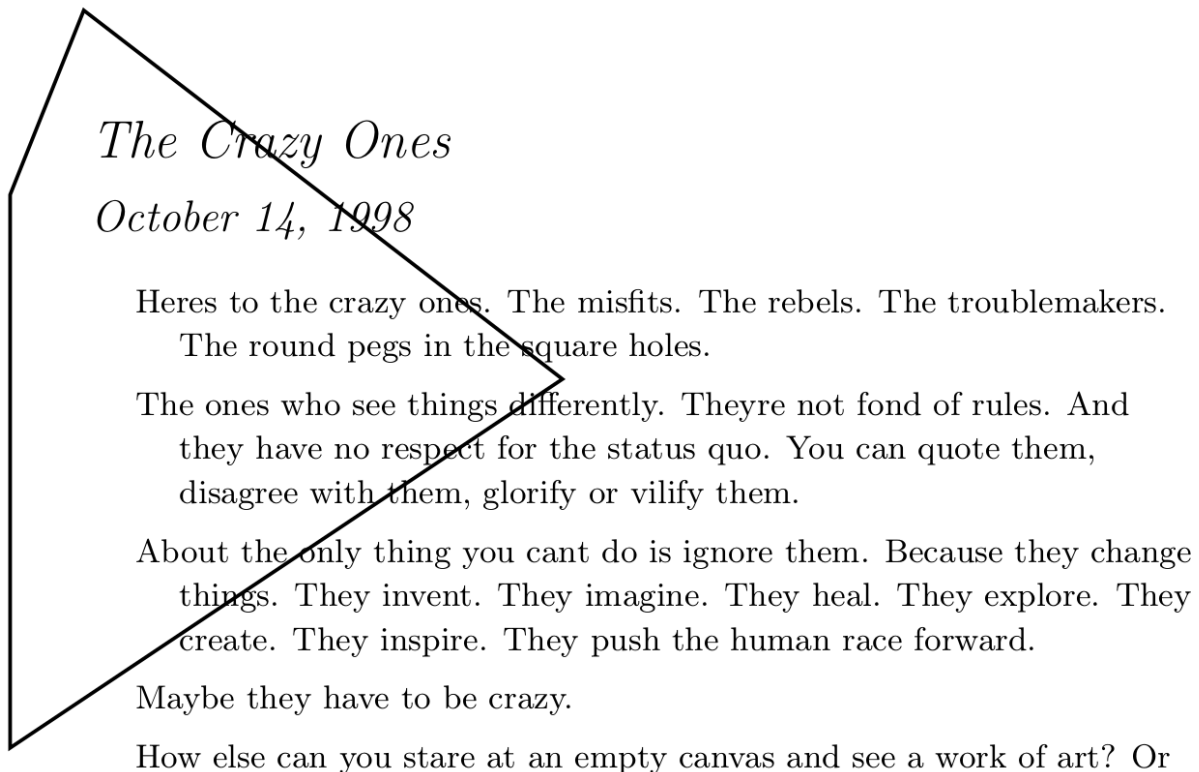 The Crazy Ones
October 14, 1998
Heres to the crazy ones. The misfits. The rebels. The troublemakers.
The round pegs in the square holes.
The ones who see things differently. Theyre not fond of rules. And
they have no respect for the status quo. You can quote them,
disagree with them, glorify or vilify them.
About the only thing you cant do is ignore them. Because they change
things. They invent. They imagine. They heal. They explore. They
create. They inspire. They push the human race forward.
Maybe they have to be crazy.
How else can you stare at an empty canvas and see a work of art? Or